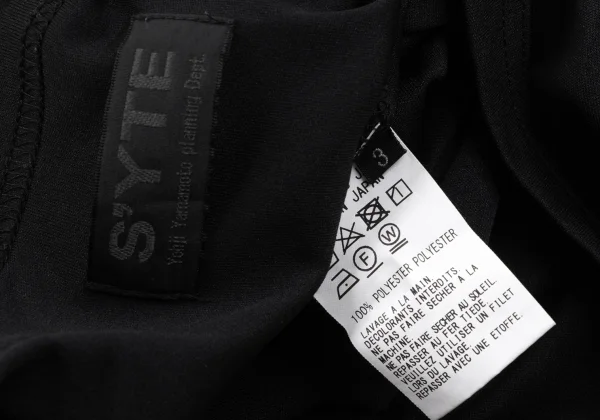 S'YTE
Yohji Yamamoto planning Dept.
3
JAPAN
F
W
100% POLYESTER POLYESTER
LAVAGE A LA MAIN.
DECOLORANTS INTERDITS.
NE PAS FAIRE SECHER A LA
MACHINE.
NE PAS FAIRE SECHER AU SOLEIL.
REPASSER AU FER TIEDE.
VEUILLEZ UTILISER UN FILET
LORS DU LAVAGE.
REPASSER AVEC UNE ETOFFE.